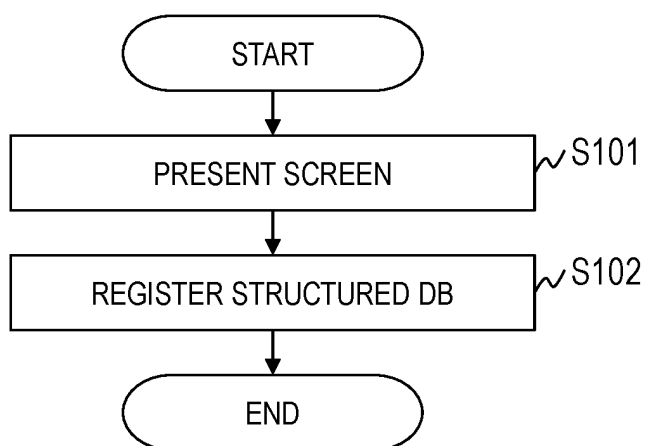 START
PRESENT SCREEN
S101
REGISTER STRUCTURED DB
S102
END